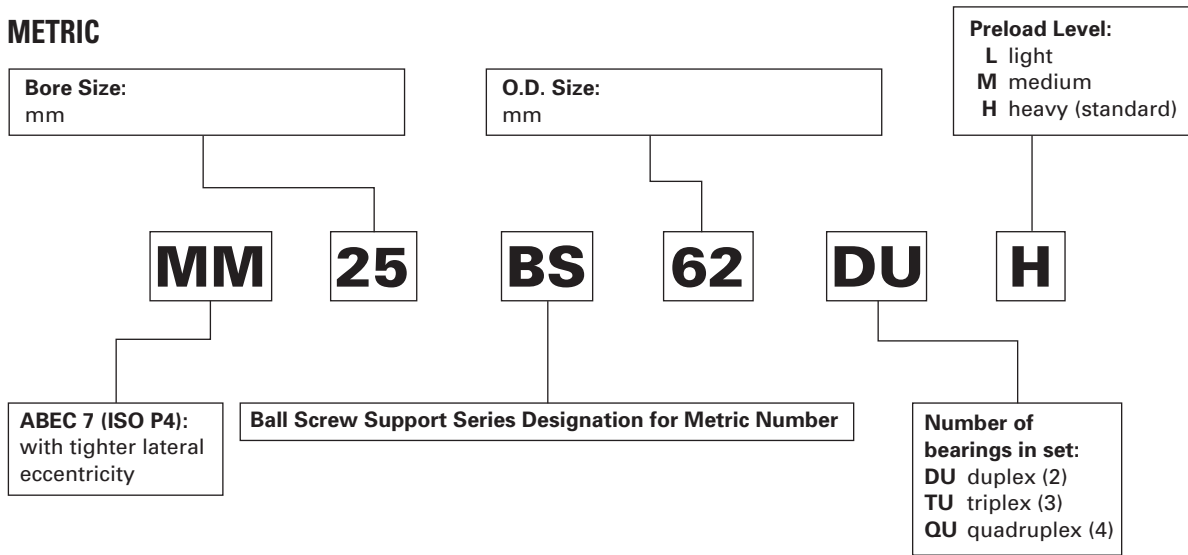 METRIC
Bore Size:
mm
O.D. Size:
mm
Preload Level:
L light
M medium
H heavy (standard)
MM 25 BS 62 DU H
ABEC 7 (ISO P4):
with tighter lateral
eccentricity
Ball Screw Support Series Designation for Metric Number
Number of
bearings in set:
DU duplex (2)
TU triplex (3)
QU quadruplex (4)